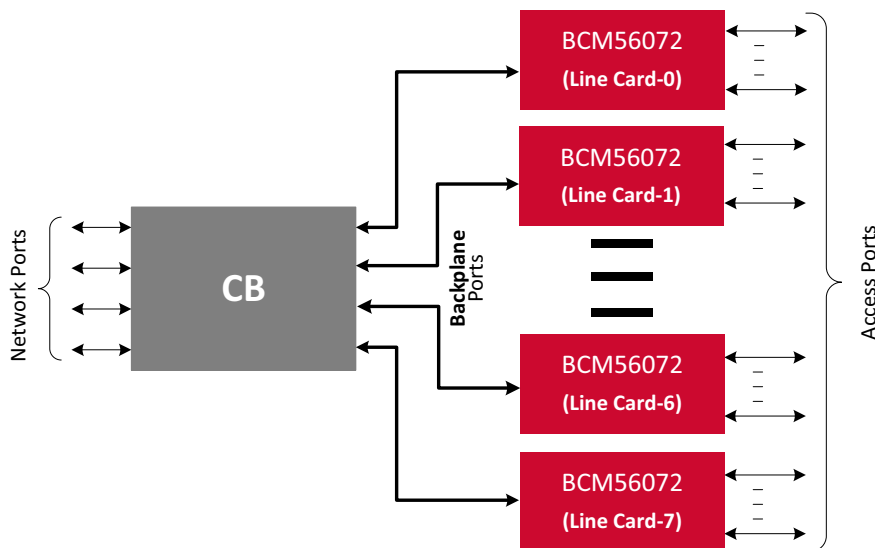 Network Ports
CB
Backplane
Ports
BCM56072
(Line Card-0)
BCM56072
(Line Card-1)
BCM56072
(Line Card-6)
BCM56072
(Line Card-7)
Access Ports